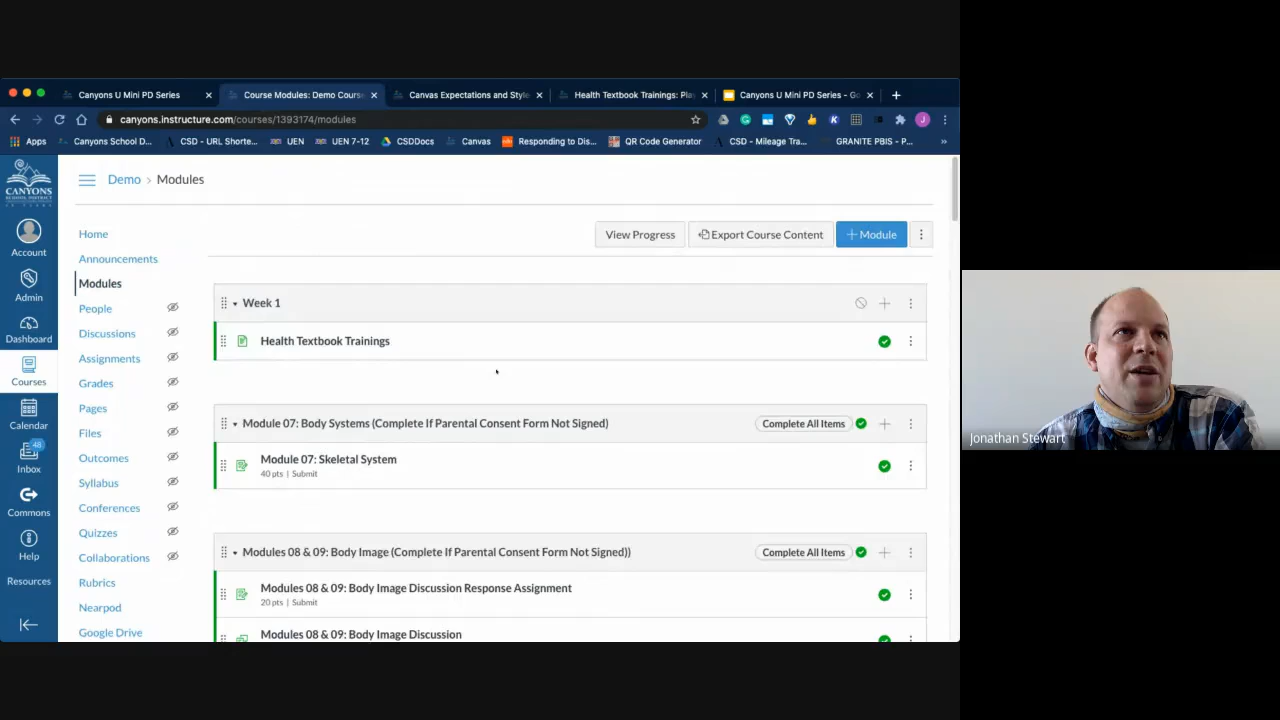 Canyons U Mini PD Series
Course Modules: Demo Cours
Canvas Expectations and Style
Health Textbook Trainings: Pla
Canyons U Mini PD Series - Go
canyons.instructure.com/courses/1393174/modules
Apps
Canyons School D...
CSD - URL Shorte...
UEN
UEN 7-12
CSDDocs
Canvas
Responding to Dis...
QR Code Generator
CSD - Mileage Tra...
GRANITE PBIS - P...
»
CANYONS
SCHOOL DISTRICT
Account
Admin
Dashboard
Courses
Calendar
48
Inbox
Commons
Help
Resources
Demo › Modules
Home
Announcements
Modules
People
Discussions
Assignments
Grades
Pages
Files
Outcomes
Syllabus
Conferences
Quizzes
Collaborations
Rubrics
Nearpod
Google Drive
View Progress
Export Course Content
+ Module
Week 1
Health Textbook Trainings
Module 07: Body Systems (Complete If Parental Consent Form Not Signed)
Complete All Items
Module 07: Skeletal System
40 pts | Submit
Modules 08 & 09: Body Image (Complete If Parental Consent Form Not Signed))
Complete All Items
Modules 08 & 09: Body Image Discussion Response Assignment
20 pts | Submit
Modules 08 & 09: Body Image Discussion
Jonathan Stewart